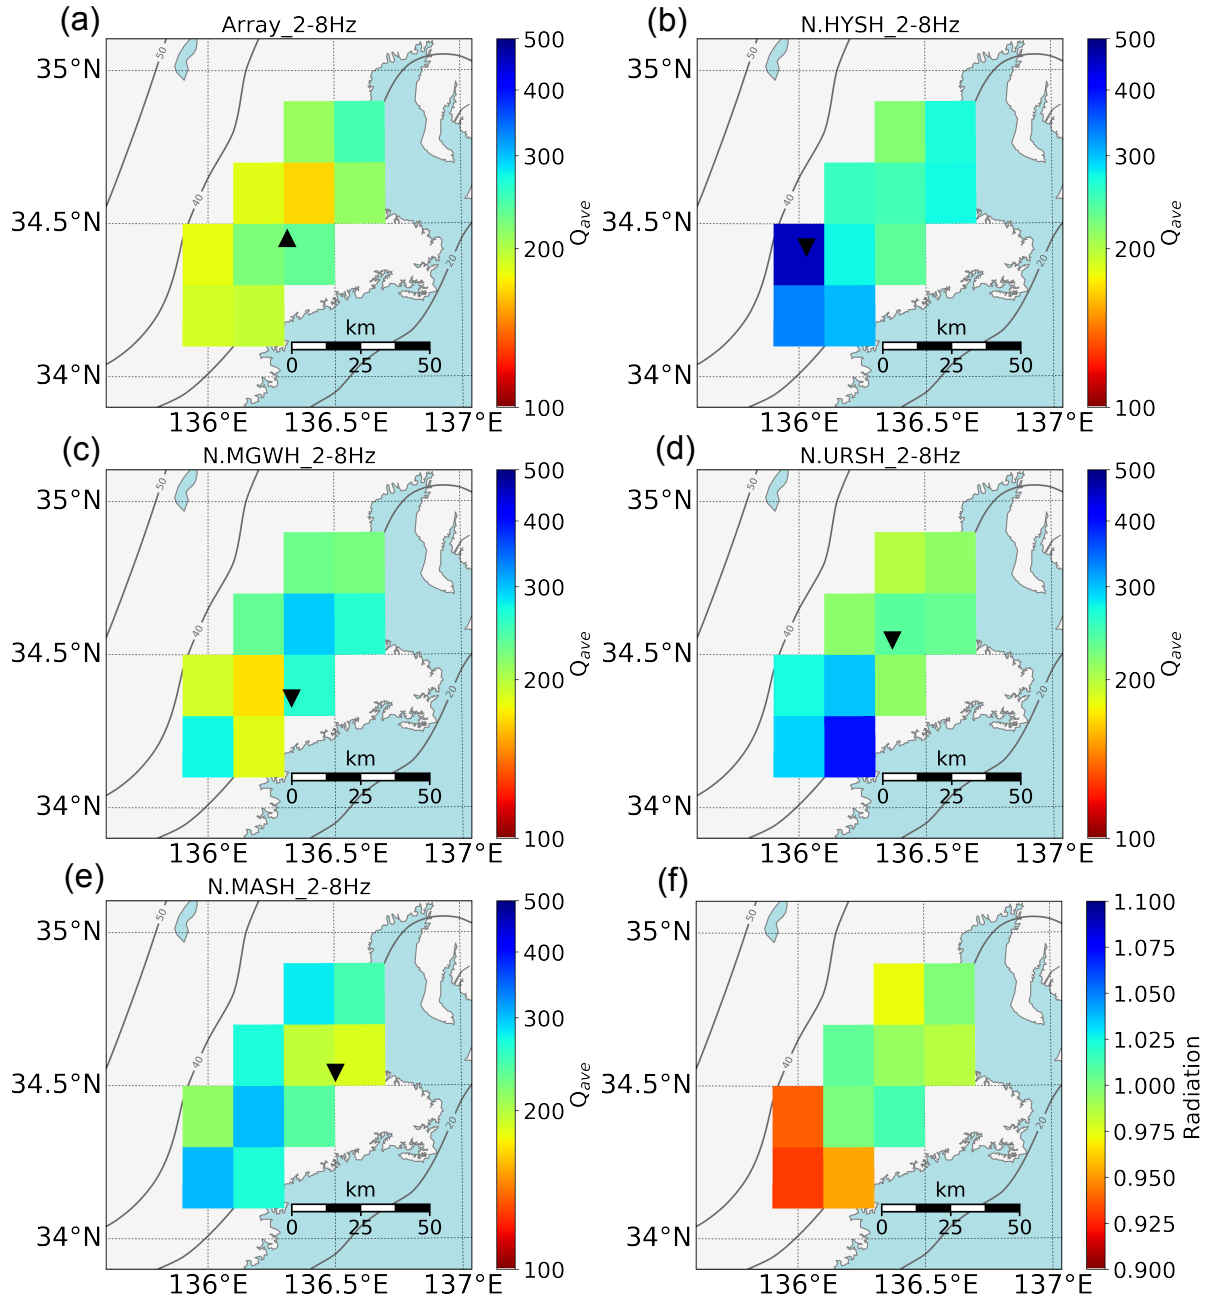 (a) Array_2-8Hz
35°N
34.5°N
34°N
136°E 136.5°E 137°E
50
40
20
km
0 25 50
500
400
300
200
100
Qave
(b) N.HYSH_2-8Hz
35°N
34.5°N
34°N
136°E 136.5°E 137°E
50
40
20
km
0 25 50
500
400
300
200
100
Qave
(c) N.MGWH_2-8Hz
35°N
34.5°N
34°N
136°E 136.5°E 137°E
50
40
20
km
0 25 50
500
400
300
200
100
Qave
(d) N.URSH_2-8Hz
35°N
34.5°N
34°N
136°E 136.5°E 137°E
50
40
20
km
0 25 50
500
400
300
200
100
Qave
(e) N.MASH_2-8Hz
35°N
34.5°N
34°N
136°E 136.5°E 137°E
50
40
20
km
0 25 50
500
400
300
200
100
Qave
(f)
35°N
34.5°N
34°N
136°E 136.5°E 137°E
50
40
20
km
0 25 50
1.100
1.075
1.050
1.025
1.000
0.975
0.950
0.925
0.900
Radiation